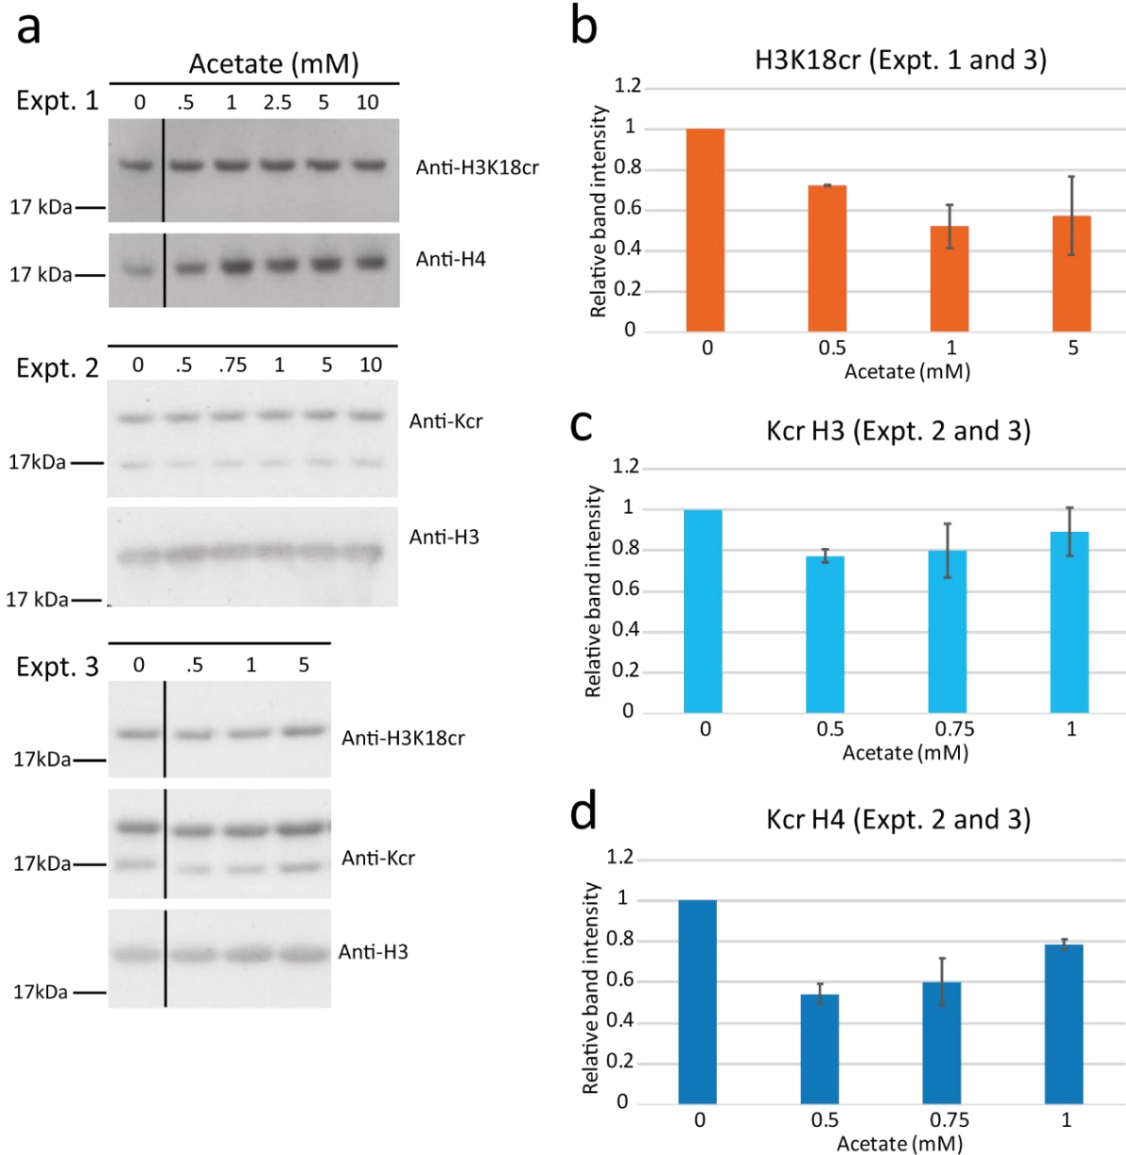 a
Acetate (mM)
Expt. 1 0 .5 1 2.5 5 10
Anti-H3K18cr
17 kDa
Anti-H4
17 kDa
Expt. 2 0 .5 .75 1 5 10
Anti-Kcr
17kDa
Anti-H3
17 kDa
Expt. 3 0 .5 1 5
Anti-H3K18cr
17kDa
Anti-Kcr
17kDa
Anti-H3
17kDa
b
H3K18cr (Expt. 1 and 3)
Relative band intensity
1.2
1
0.8
0.6
0.4
0.2
0
0 0.5 1 5
Acetate (mM)
c
Kcr H3 (Expt. 2 and 3)
Relative band intensity
1.2
1
0.8
0.6
0.4
0.2
0
0 0.5 0.75 1
Acetate (mM)
d
Kcr H4 (Expt. 2 and 3)
Relative band intensity
1.2
1
0.8
0.6
0.4
0.2
0
0 0.5 0.75 1
Acetate (mM)